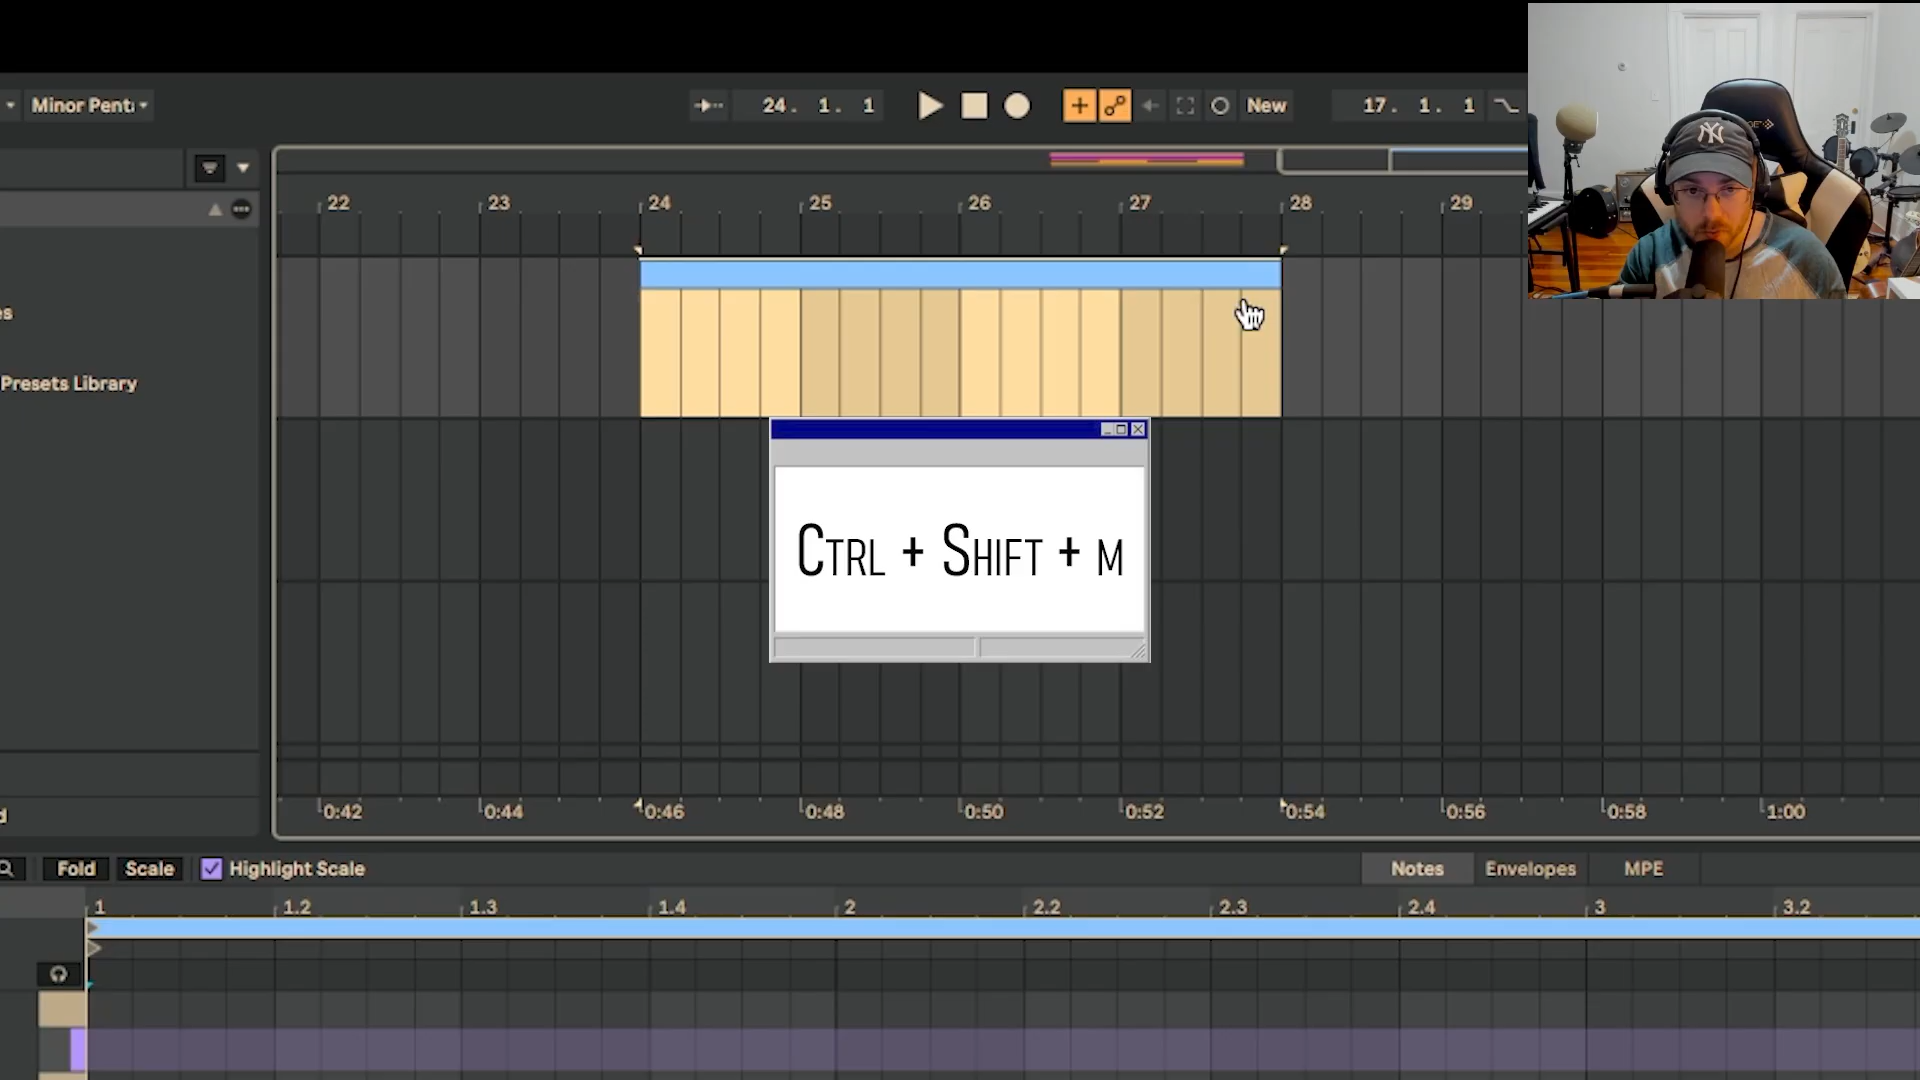 Minor Pent
24. 1. 1
New
17. 1. 1
22 23 24 25 26 27 28 29
s
Presets Library
CTRL + SHIFT + M
0:42 0:44 0:46 0:48 0:50 0:52 0:54 0:56 0:58 1:00
d
Fold Scale Highlight Scale Notes Envelopes MPE
1 1.2 1.3 1.4 2 2.2 2.3 2.4 3 3.2